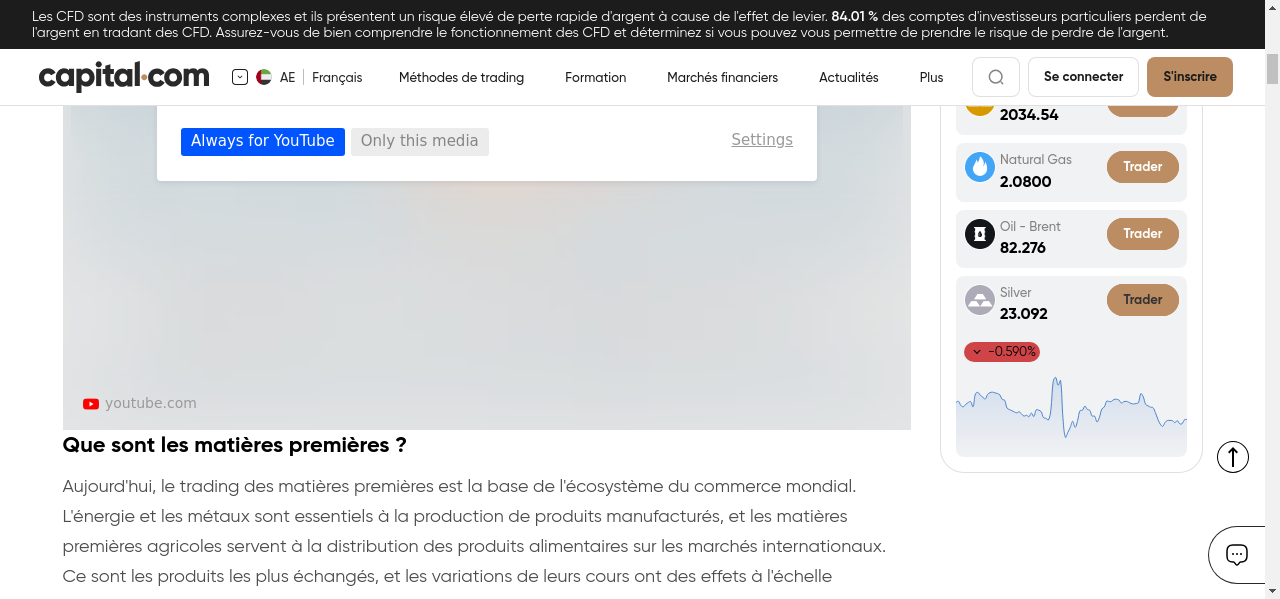 Les CFD sont des instruments complexes et ils présentent un risque élevé de perte rapide d'argent à cause de l'effet de levier. 84.01 % des comptes d'investisseurs particuliers perdent de
l'argent en tradant des CFD. Assurez-vous de bien comprendre le fonctionnement des CFD et déterminez si vous pouvez vous permettre de prendre le risque de perdre de l'argent.
capital.com
AE
Français
Méthodes de trading
Formation
Marchés financiers
Actualités
Plus
Se connecter
S'inscrire
Always for YouTube
Only this media
Settings
youtube.com
Que sont les matières premières ?
Aujourd'hui, le trading des matières premières est la base de l'écosystème du commerce mondial.
L'énergie et les métaux sont essentiels à la production de produits manufacturés, et les matières
premières agricoles servent à la distribution des produits alimentaires sur les marchés internationaux.
Ce sont les produits les plus échangés, et les variations de leurs cours ont des effets à l'échelle
2034.54
Natural Gas
2.0800
Trader
Oil - Brent
82.276
Trader
Silver
23.092
Trader
-0.590%